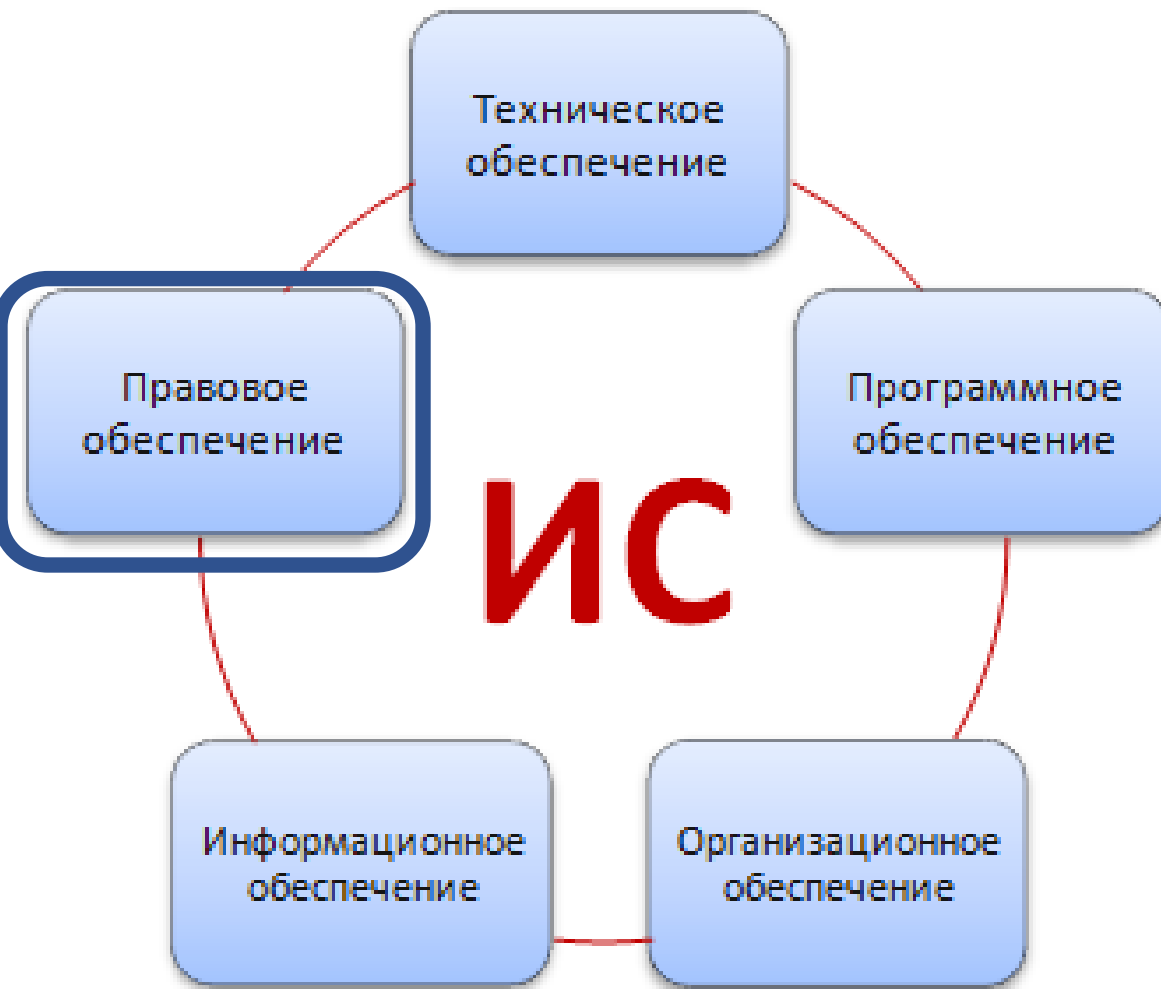 Техническое
обеспечение
Правовое
обеспечение
Программное
обеспечение
ИС
Информационное
обеспечение
Организационное
обеспечение